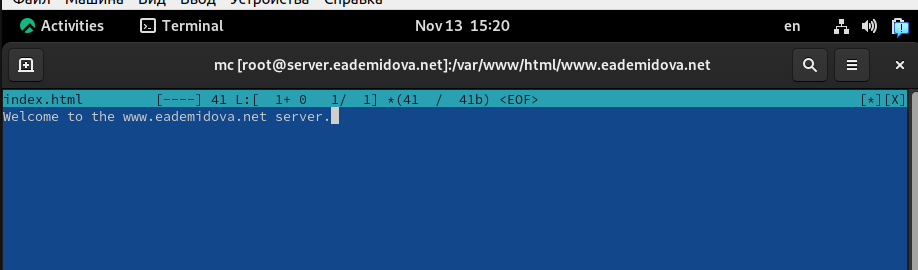 Файл Машина Вид Ввод Устройства Справка
Activities Terminal Nov 13 15:20 en
mc [root@server.eademidova.net]:/var/www/html/www.eademidova.net
index.html [----] 41 L:[ 1+ 0 1/ 1] *(41 / 41b) <EOF> [*][X]
Welcome to the www.eademidova.net server.